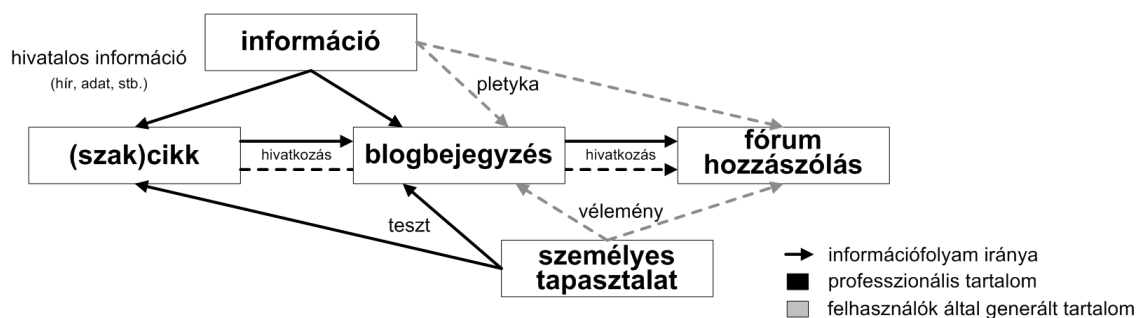 információ
hivatalos információ
(hír, adat, stb.)
pletyka
(szak)cikk
hivatkozás
blogbejegyzés
hivatkozás
fórum
hozzászólás
teszt
vélemény
személyes
tapasztalat
információfolyam iránya
professzionális tartalom
felhasználók által generált tartalom